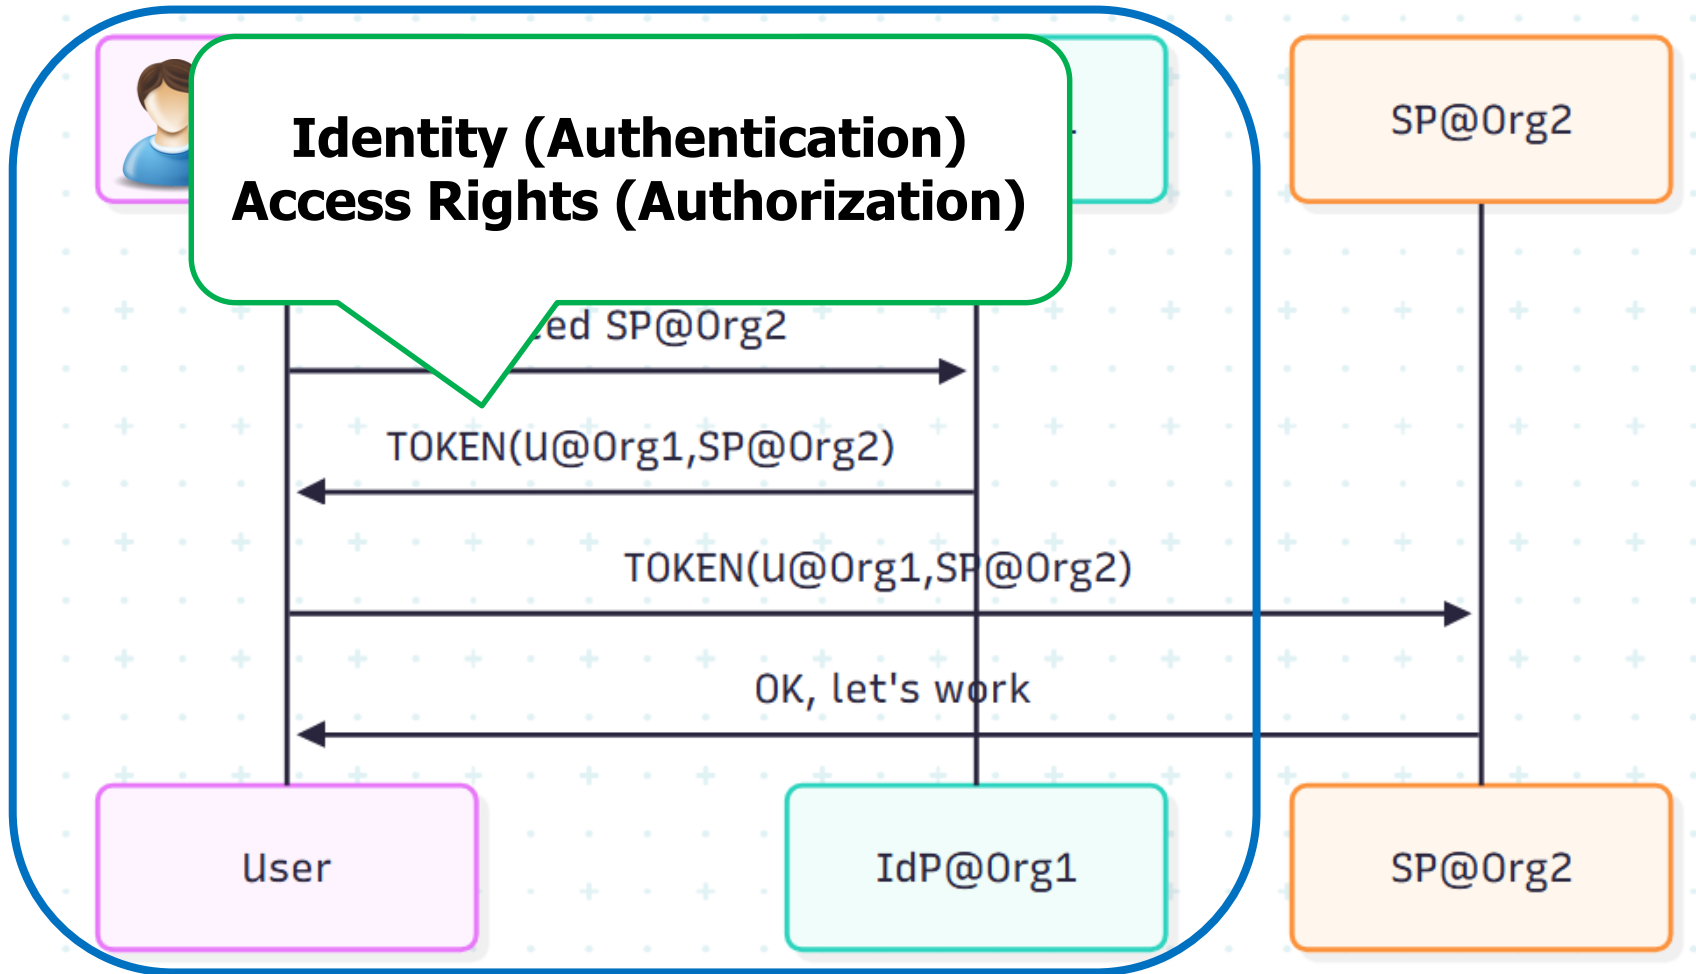 Identity (Authentication)
Access Rights (Authorization)
SP@Org2
SP@Org2
TOKEN(U@Org1,SP@Org2)
TOKEN(U@Org1,SP@Org2)
OK, let's work
User
IdP@Org1
SP@Org2